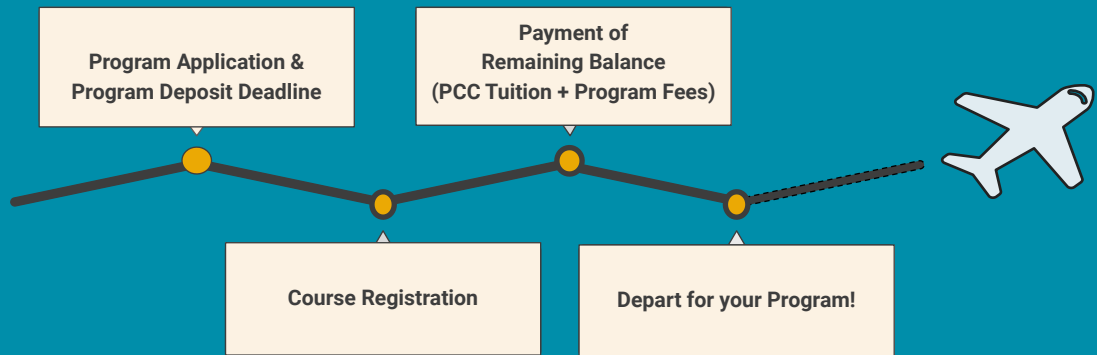 Program Application &
Program Deposit Deadline
Course Registration
Payment of
Remaining Balance
(PCC Tuition + Program Fees)
Depart for your Program!